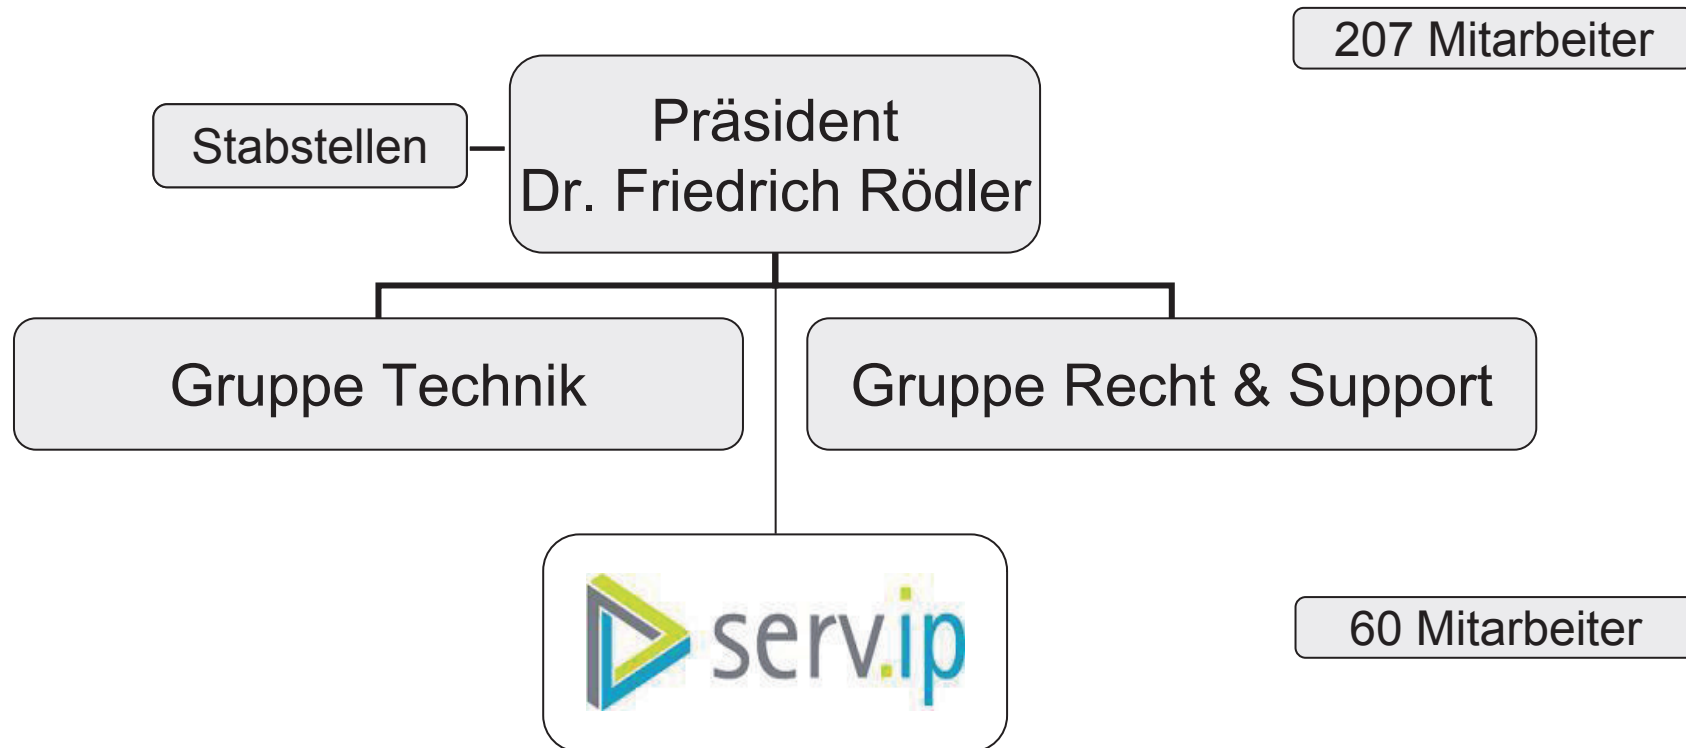 207 Mitarbeiter
Präsident
Dr. Friedrich Rödler
Stabstellen
Gruppe Technik
Gruppe Recht & Support
serv.ip
60 Mitarbeiter